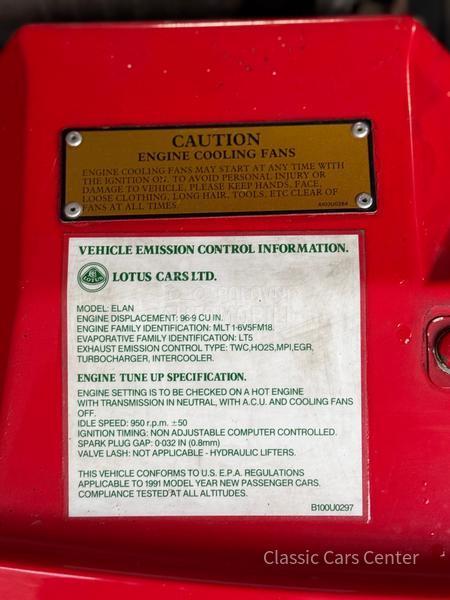 CAUTION
ENGINE COOLING FANS
ENGINE COOLING FANS MAY START AT ANY TIME WITH
THE IGNITION ON. TO AVOID PERSONAL INJURY OR
DAMAGE TO VEHICLE, PLEASE KEEP HANDS, FACE,
LOOSE CLOTHING, LONG HAIR, TOOLS, ETC CLEAR OF
FANS AT ALL TIMES.
VEHICLE EMISSION CONTROL INFORMATION.
LOTUS
LOTUS CARS LTD.
MODEL: ELAN
ENGINE DISPLACEMENT: 96·9 CU IN.
ENGINE FAMILY IDENTIFICATION: MLT 1·6V5FM18.
EVAPORATIVE FAMILY IDENTIFICATION: LT5
EXHAUST EMISSION CONTROL TYPE: TWC,HO2S,MPI,EGR,
TURBOCHARGER, INTERCOOLER.
ENGINE TUNE UP SPECIFICATION.
ENGINE SETTING IS TO BE CHECKED ON A HOT ENGINE
WITH TRANSMISSION IN NEUTRAL, WITH A.C.U. AND COOLING FANS
OFF.
IDLE SPEED: 950 r.p.m. ±50
IGNITION TIMING: NON ADJUSTABLE COMPUTER CONTROLLED.
SPARK PLUG GAP: 0·032 IN (0.8mm)
VALVE LASH: NOT APPLICABLE - HYDRAULIC LIFTERS.
THIS VEHICLE CONFORMS TO U.S. E.P.A. REGULATIONS
APPLICABLE TO 1991 MODEL YEAR NEW PASSENGER CARS.
COMPLIANCE TESTED AT ALL ALTITUDES.
B100U0297
Classic Cars Center